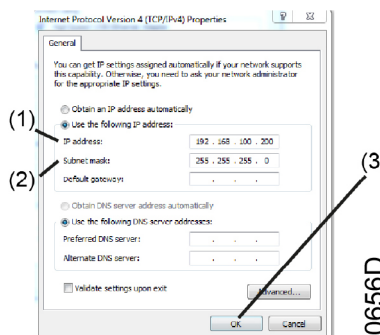 Internet Protocol Version 4 (TCP/IPv4) Properties
General
You can get IP settings assigned automatically if your network supports
this capability. Otherwise, you need to ask your network administrator
for the appropriate IP settings.
Obtain an IP address automatically
Use the following IP address:
(1)
IP address: 192 . 168 . 100 . 200
(2)
Subnet mask: 255 . 255 . 255 . 0
Default gateway: . . .
(3
Obtain DNS server address automatically
Use the following DNS server addresses:
Preferred DNS server: . . .
Alternate DNS server: . . .
Validate settings upon exit
Advanced...
OK Cancel
0656D